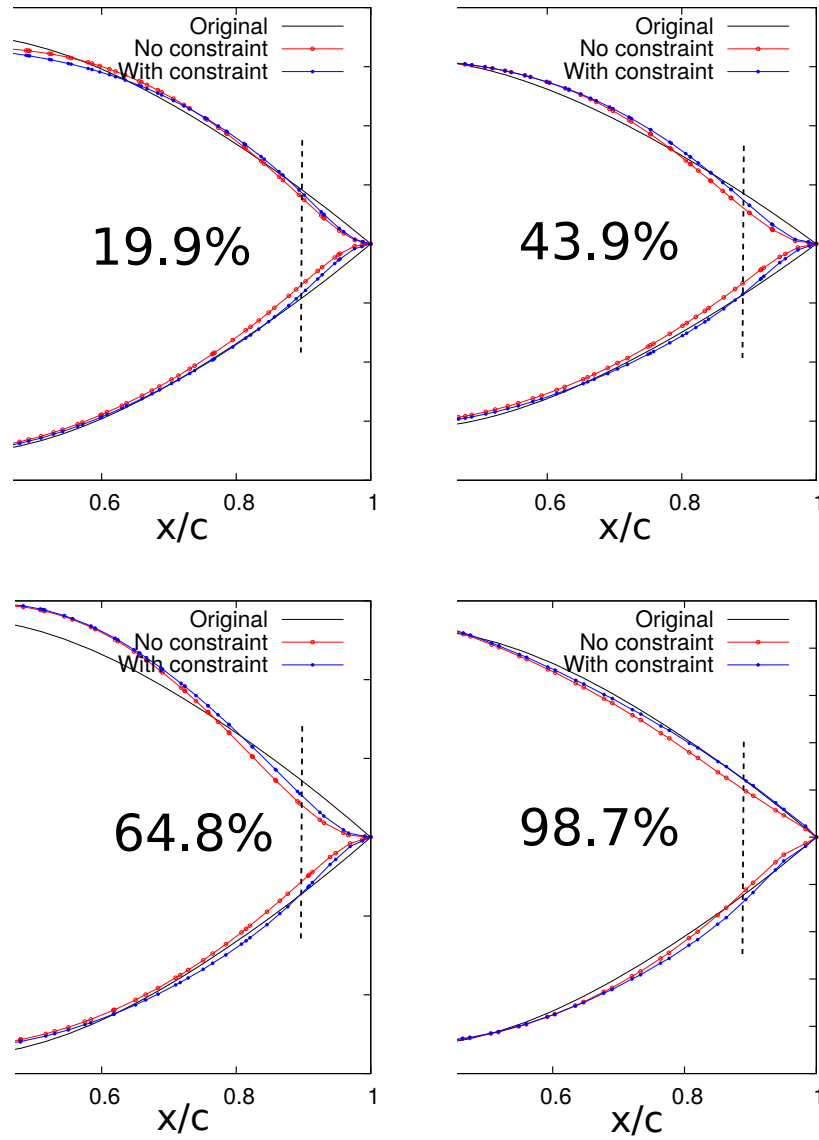 Original
No constraint
With constraint
19.9%
0.6 0.8 1
x/c
Original
No constraint
With constraint
43.9%
0.6 0.8 1
x/c
Original
No constraint
With constraint
64.8%
0.6 0.8 1
x/c
Original
No constraint
With constraint
98.7%
0.6 0.8 1
x/c